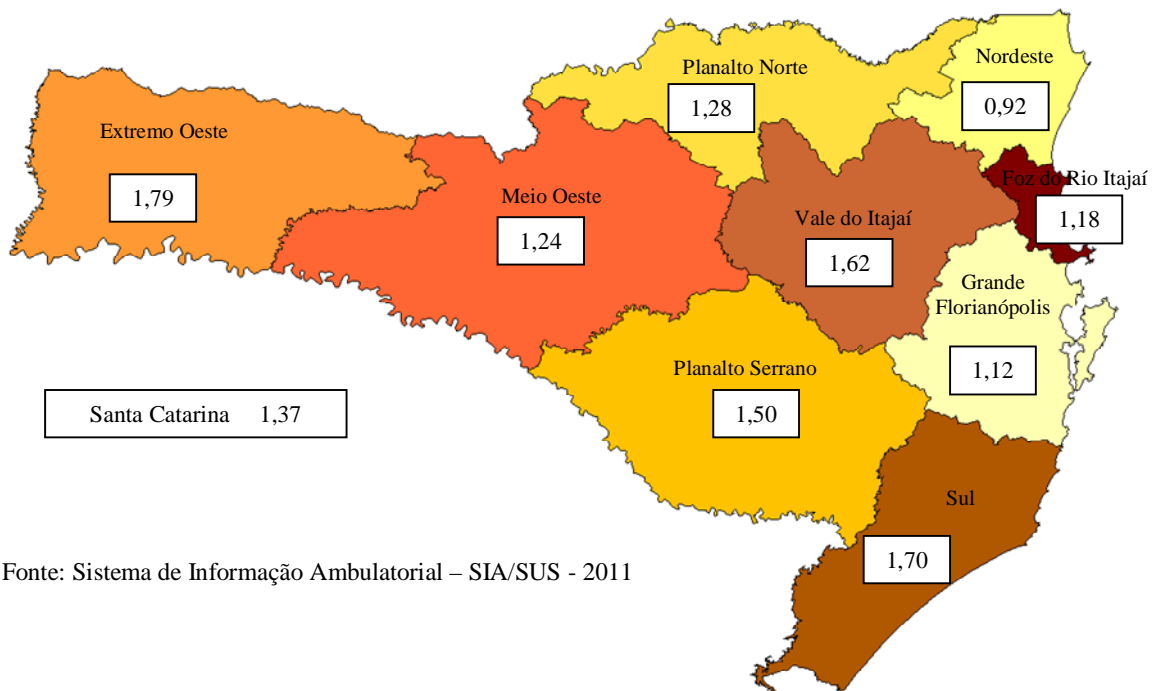 Nordeste
0,92
Planalto Norte
1,28
Extremo Oeste
1,79
Foz do Rio Itajaí
1,18
Meio Oeste
1,24
Vale do Itajaí
1,62
Grande
Florianópolis
1,12
Planalto Serrano
1,50
Santa Catarina 1,37
Sul
1,70
Fonte: Sistema de Informação Ambulatorial – SIA/SUS - 2011